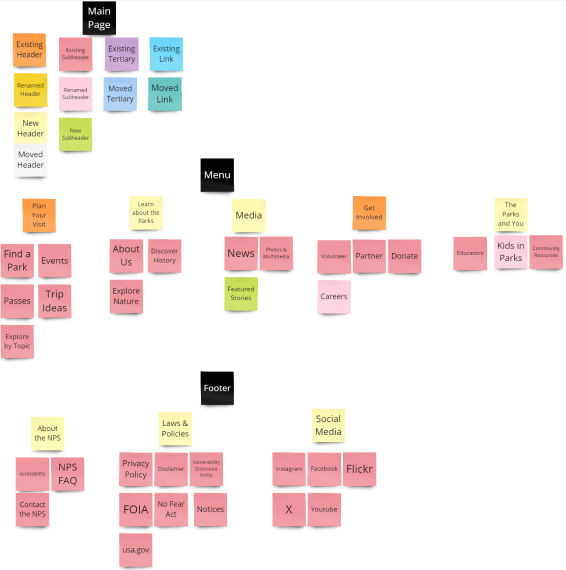 Main
Page
Existing
Header
Existing
Subheader
Existing
Tertiary
Existing
Link
Renamed
Header
Renamed
Subheader
Moved
Tertiary
Moved
Link
New
Header
New
Subheader
Moved
Header
Menu
Plan
Your
Visit
Learn
about the
Parks
Media
Get
Involved
The
Parks
and You
Find a
Park
Events
About
Us
Discover
History
News
Photos &
Multimedia
Volunteer
Partner
Donate
Educators
Kids in
Parks
Community
Resources
Passes
Trip
Ideas
Explore
Nature
Featured
Stories
Careers
Explore
by Topic
Footer
About
the NPS
Laws &
Policies
Social
Media
Accessibility
NPS
FAQ
Privacy
Policy
Disclaimer
Vulnerability
Disclosure
Policy
Instagram
Facebook
Flickr
Contact
the NPS
FOIA
No Fear
Act
Notices
X
Youtube
usa.gov